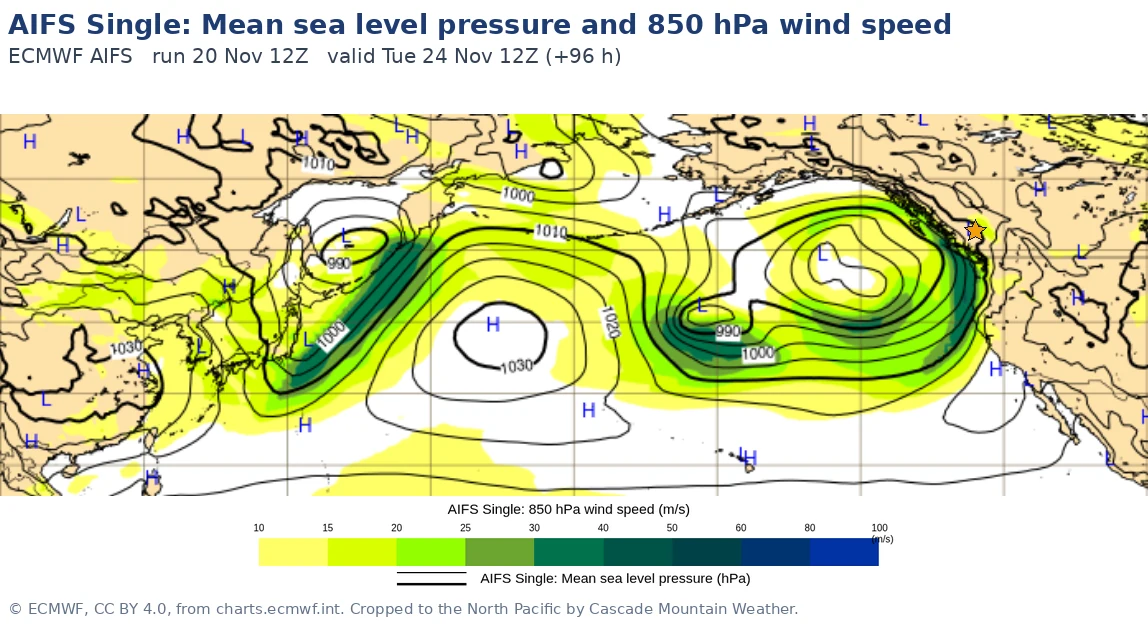 AIFS Single: Mean sea level pressure and 850 hPa wind speed
ECMWF AIFS run 20 Nov 12Z valid Tue 24 Nov 12Z (+96 h)
H H L H L H L H H L L
1010 H
1000 L H H
L H
L 1010 L L
H 990 L
H H
L 990
H 1020
1000 L
1030 L 1000
H 1030 H L
L H
H H H
L H
H L
AIFS Single: 850 hPa wind speed (m/s)
10 15 20 25 30 40 50 60 80 100
(m/s)
AIFS Single: Mean sea level pressure (hPa)
© ECMWF, CC BY 4.0, from charts.ecmwf.int. Cropped to the North Pacific by Cascade Mountain Weather.